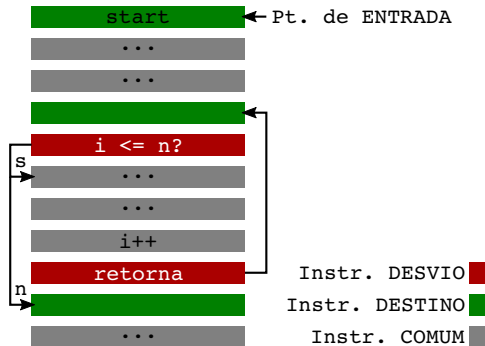 start
Pt. de ENTRADA
...
...
i <= n?
s
...
...
i++
retorna
Instr. DESVIO
n
Instr. DESTINO
...
Instr. COMUM